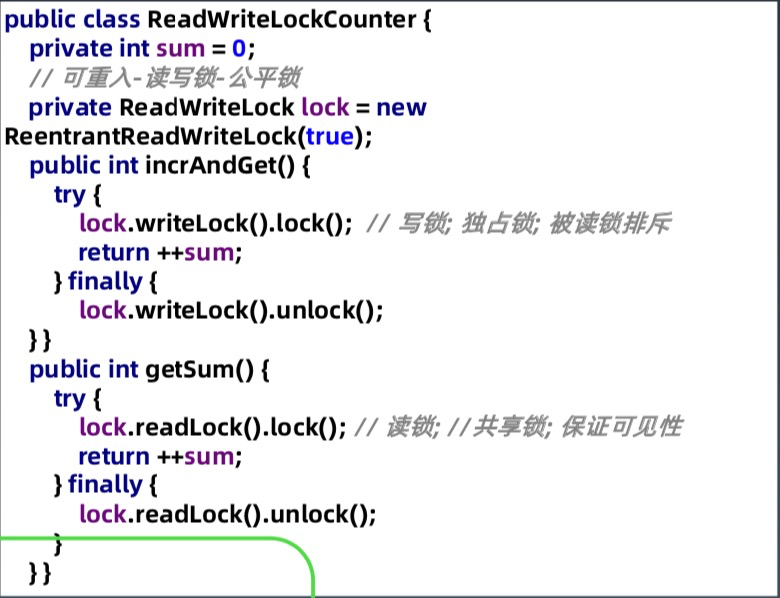 public class ReadWriteLockCounter {
private int sum = 0;
// 可重入-读写锁-公平锁
private ReadWriteLock lock = new
ReentrantReadWriteLock(true);
public int incrAndGet() {
try {
lock.writeLock().lock(); // 写锁; 独占锁; 被读锁排斥
return ++sum;
} finally {
lock.writeLock().unlock();
} }
public int getSum() {
try {
lock.readLock().lock(); // 读锁; //共享锁; 保证可见性
return ++sum;
} finally {
lock.readLock().unlock();
}
} }